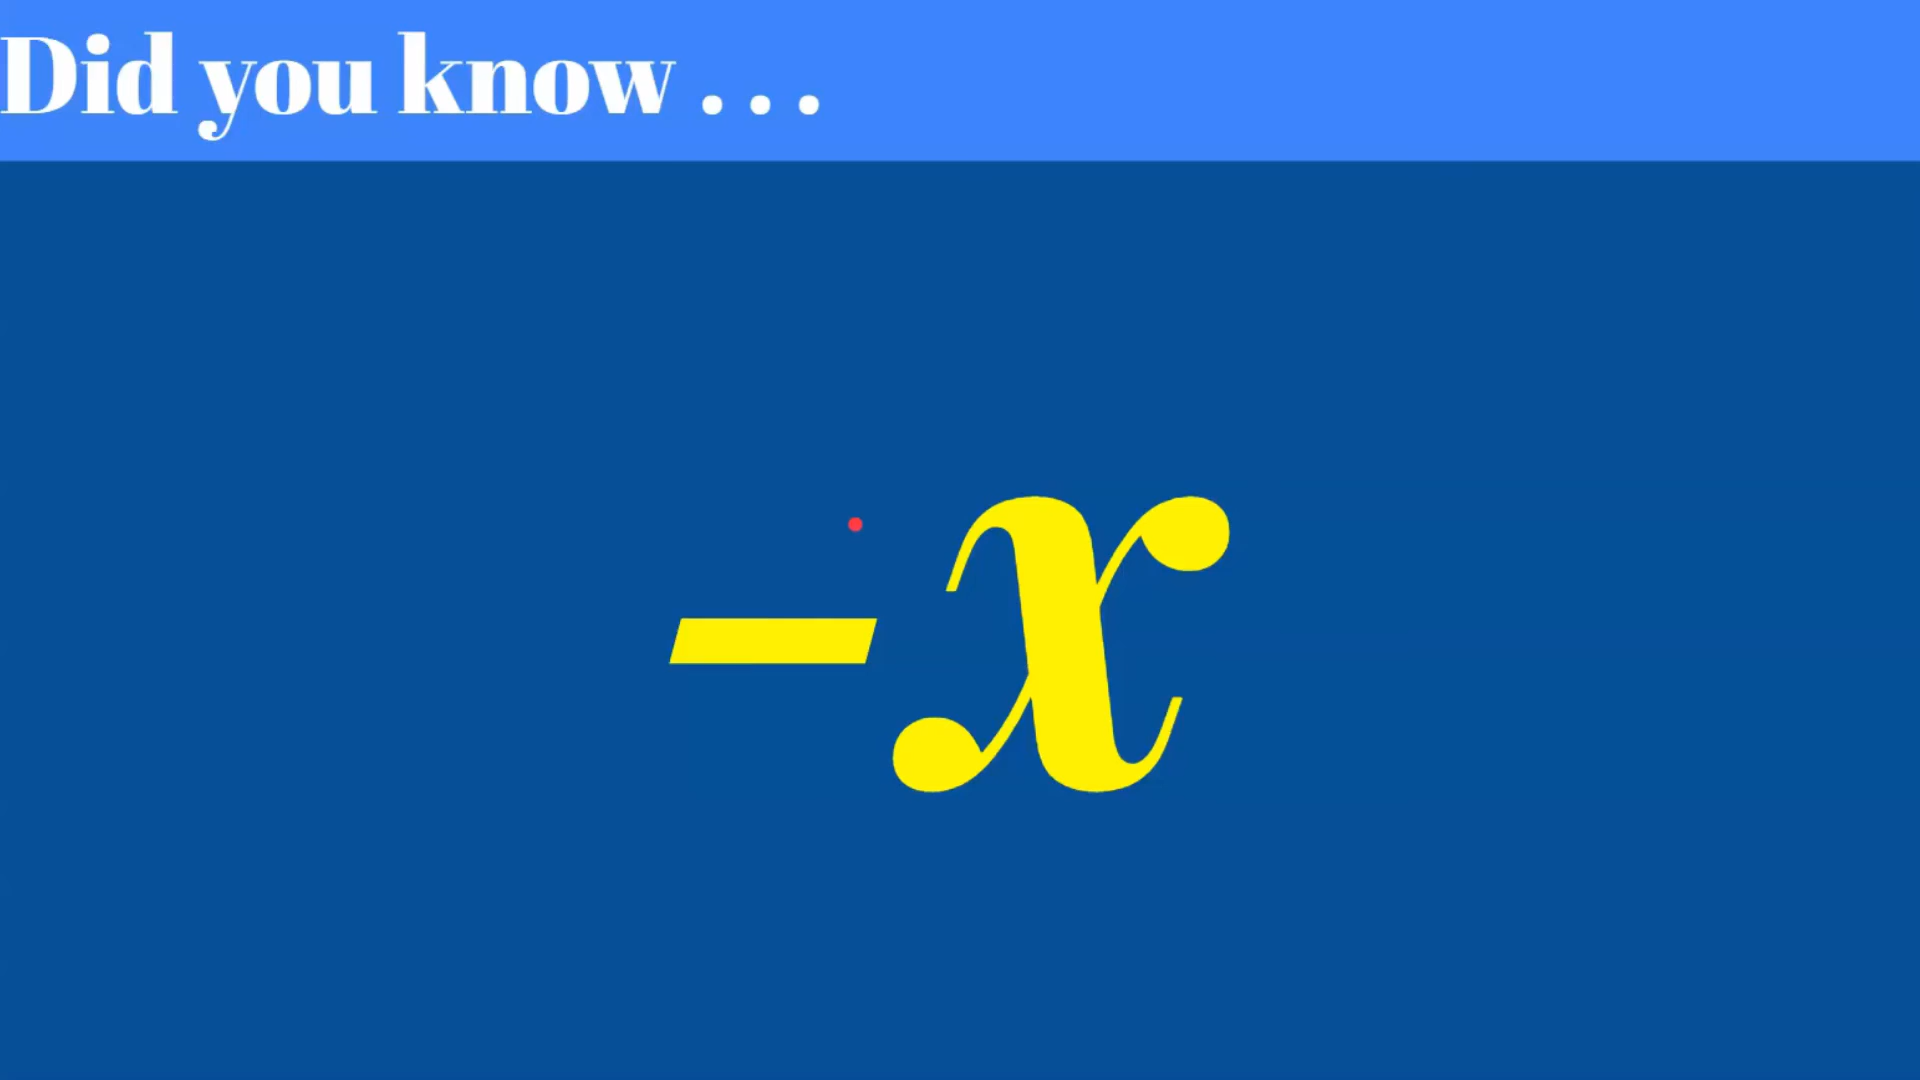 Did you know . . .
-x